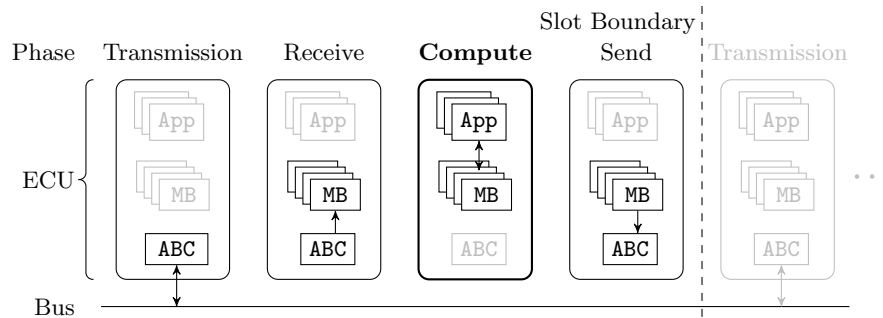 Slot Boundary
Phase Transmission Receive Compute Send Transmission
App App App App App
ECU MB MB MB MB MB ..
ABC ABC ABC ABC ABC
Bus